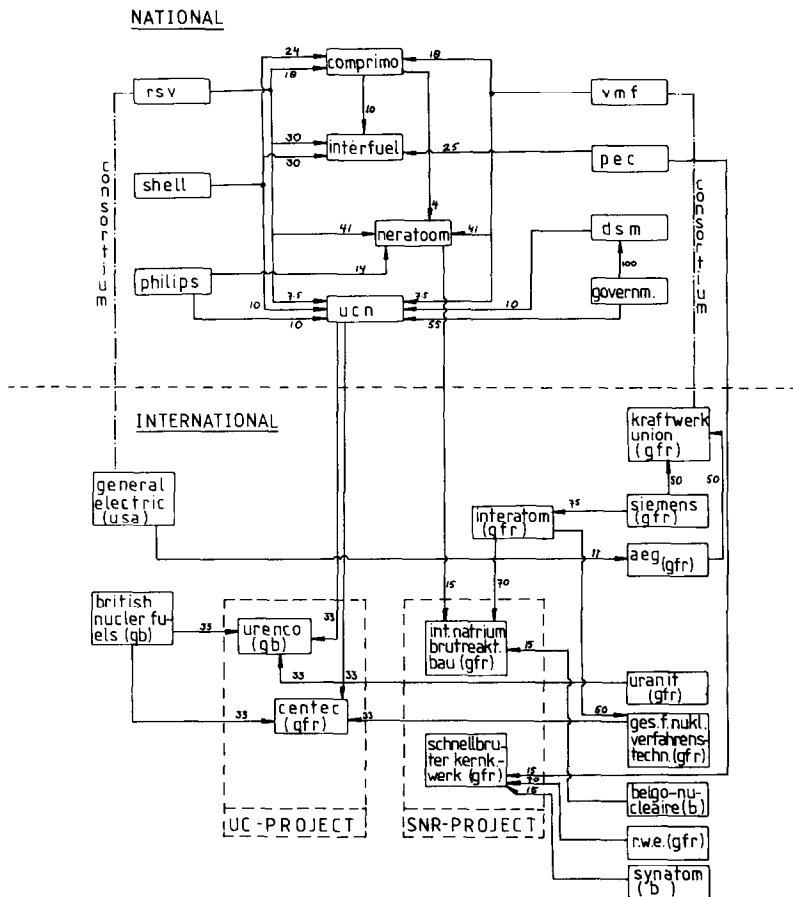 NATIONAL
24
comprimo
18
18
rsv
vmf
10
consortium
consortium
30
interfuel
25
pec
30
shell
4
41
neratoom
41
dsm
14
100
philips
governm.
7.5
7.5
10
ucn
10
10
55
INTERNATIONAL
kraftwerk
union
(gfr)
50
50
general
electric
(usa)
75
siemens
(gfr)
interatom
(gfr)
11
aeg (gfr)
15
70
british
nucler fu-
els (gb)
33
urenco
(gb)
33
int.natrium
brutreakt.
bau (gfr)
15
33
uranit
(gfr)
33
centec
(gfr)
33
33
ges.f.nukl.
verfahrens-
techn.(gfr)
schnellbru-
ter kernk.-
werk (gfr)
15
70
15
belgo-nu-
cleaire (b)
UC-PROJECT
SNR-PROJECT
r.w.e. (gfr)
synatom
(b)